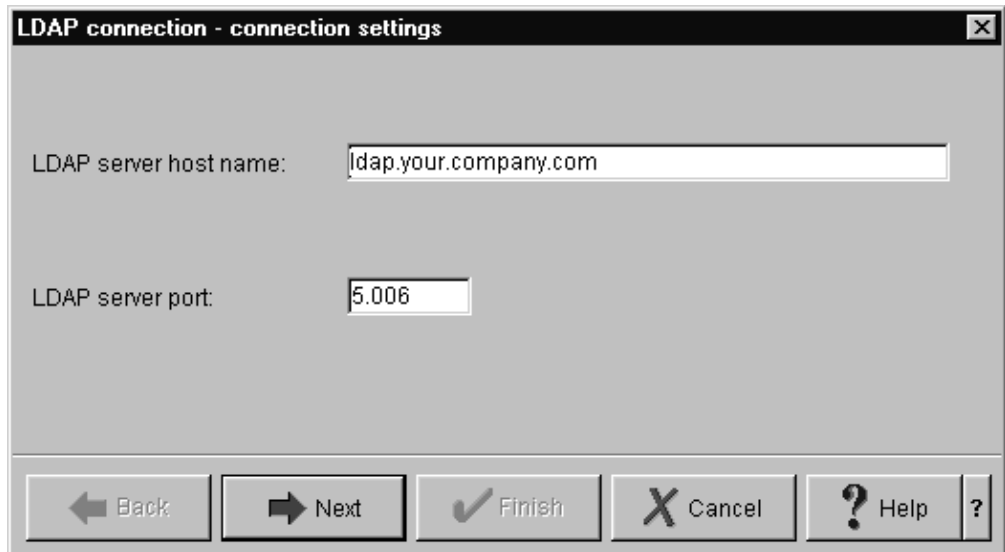 LDAP connection - connection settings
LDAP server host name: ldap.your.company.com
LDAP server port: 5.006
Back Next Finish Cancel Help ?